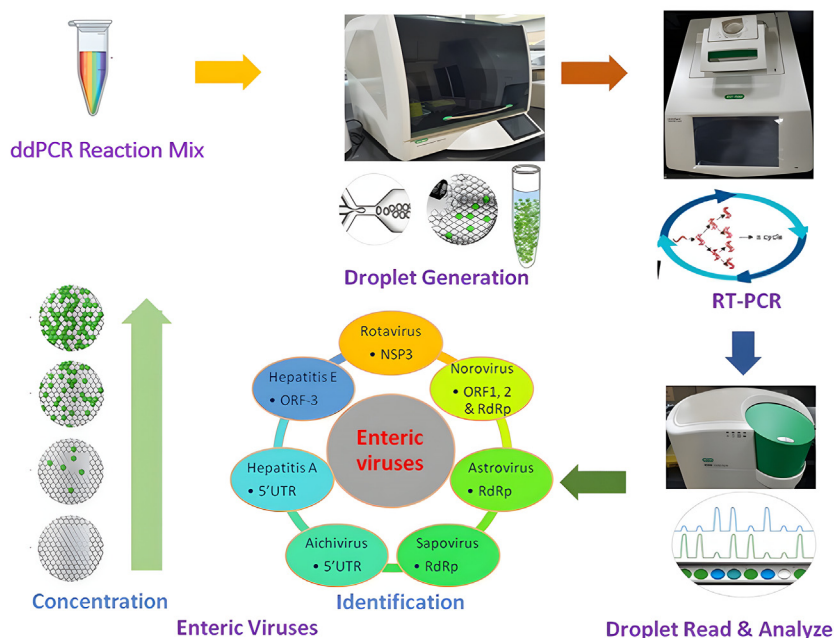 ddPCR Reaction Mix
Droplet Generation
n cycle
RT-PCR
Rotavirus
• NSP3
Norovirus
• ORF1, 2
& RdRp
Astrovirus
• RdRp
Sapovirus
• RdRp
Aichivirus
• 5'UTR
Hepatitis A
• 5'UTR
Hepatitis E
• ORF-3
Enteric
viruses
Concentration
Identification
Enteric Viruses
Droplet Read & Analyze